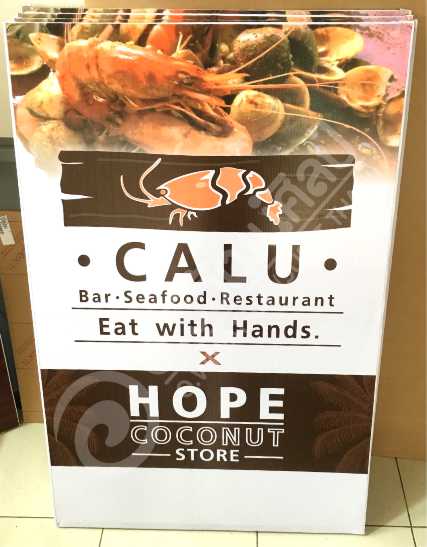 • CALU •
Bar·Seafood·Restaurant
Eat with Hands.
X
HOPE
COCONUT
STORE